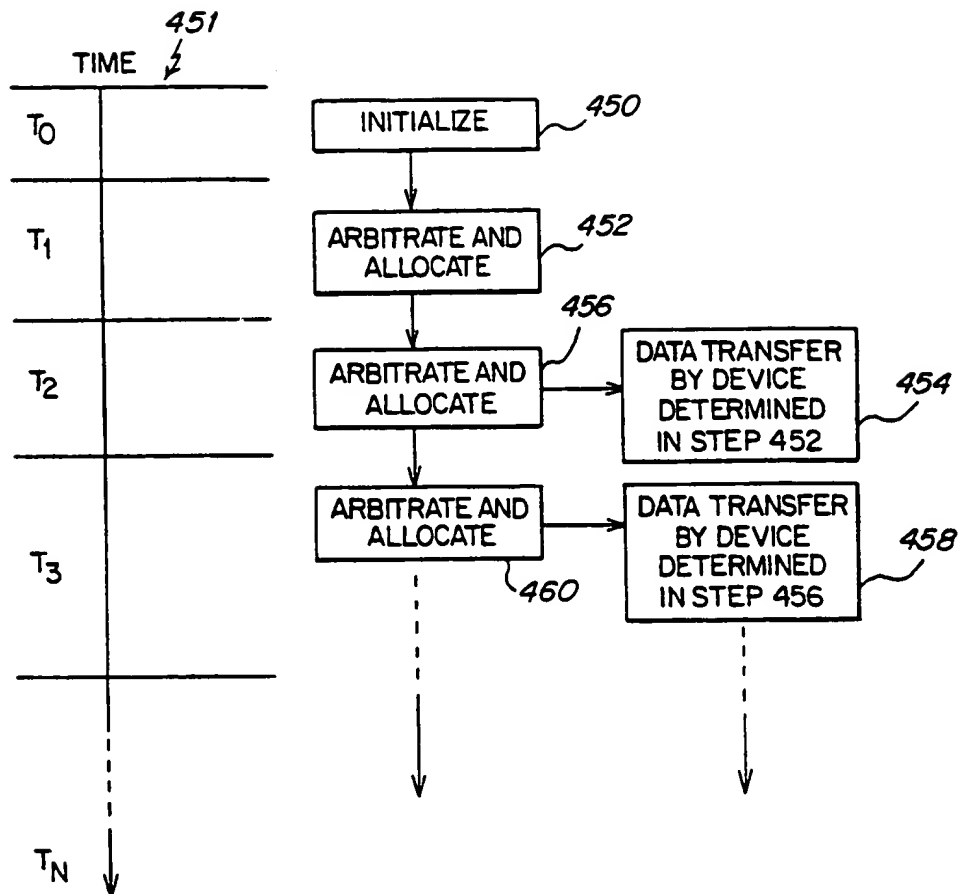 451
TIME
T0
INITIALIZE
450
T1
ARBITRATE AND
ALLOCATE
452
T2
ARBITRATE AND
ALLOCATE
456
DATA TRANSFER
BY DEVICE
DETERMINED
IN STEP 452
454
T3
ARBITRATE AND
ALLOCATE
460
DATA TRANSFER
BY DEVICE
DETERMINED
IN STEP 456
458
TN